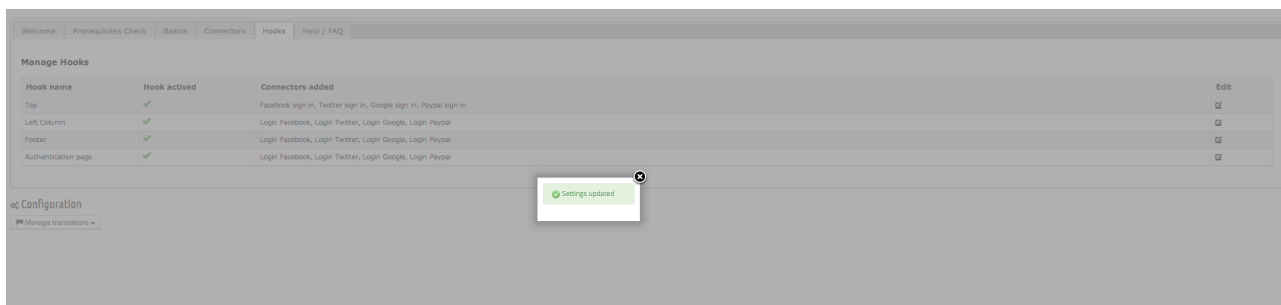 Welcome Prerequisites Check Basics Connectors Hooks Help / FAQ
Manage Hooks
Hook name Hook actived Connectors added Edit
Top Facebook sign in, Twitter sign in, Google sign in, Paypal sign in
Left Column Login Facebook, Login Twitter, Login Google, Login Paypal
Footer Login Facebook, Login Twitter, Login Google, Login Paypal
Authentication page Login Facebook, Login Twitter, Login Google, Login Paypal
Settings updated
Configuration
Manage translations